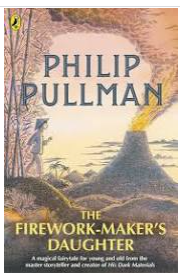 PHILIP
PULLMAN
THE
FIREWORK-MAKER'S
DAUGHTER
A magical fairytale for young and old from the
master storyteller and creator of His Dark Materials